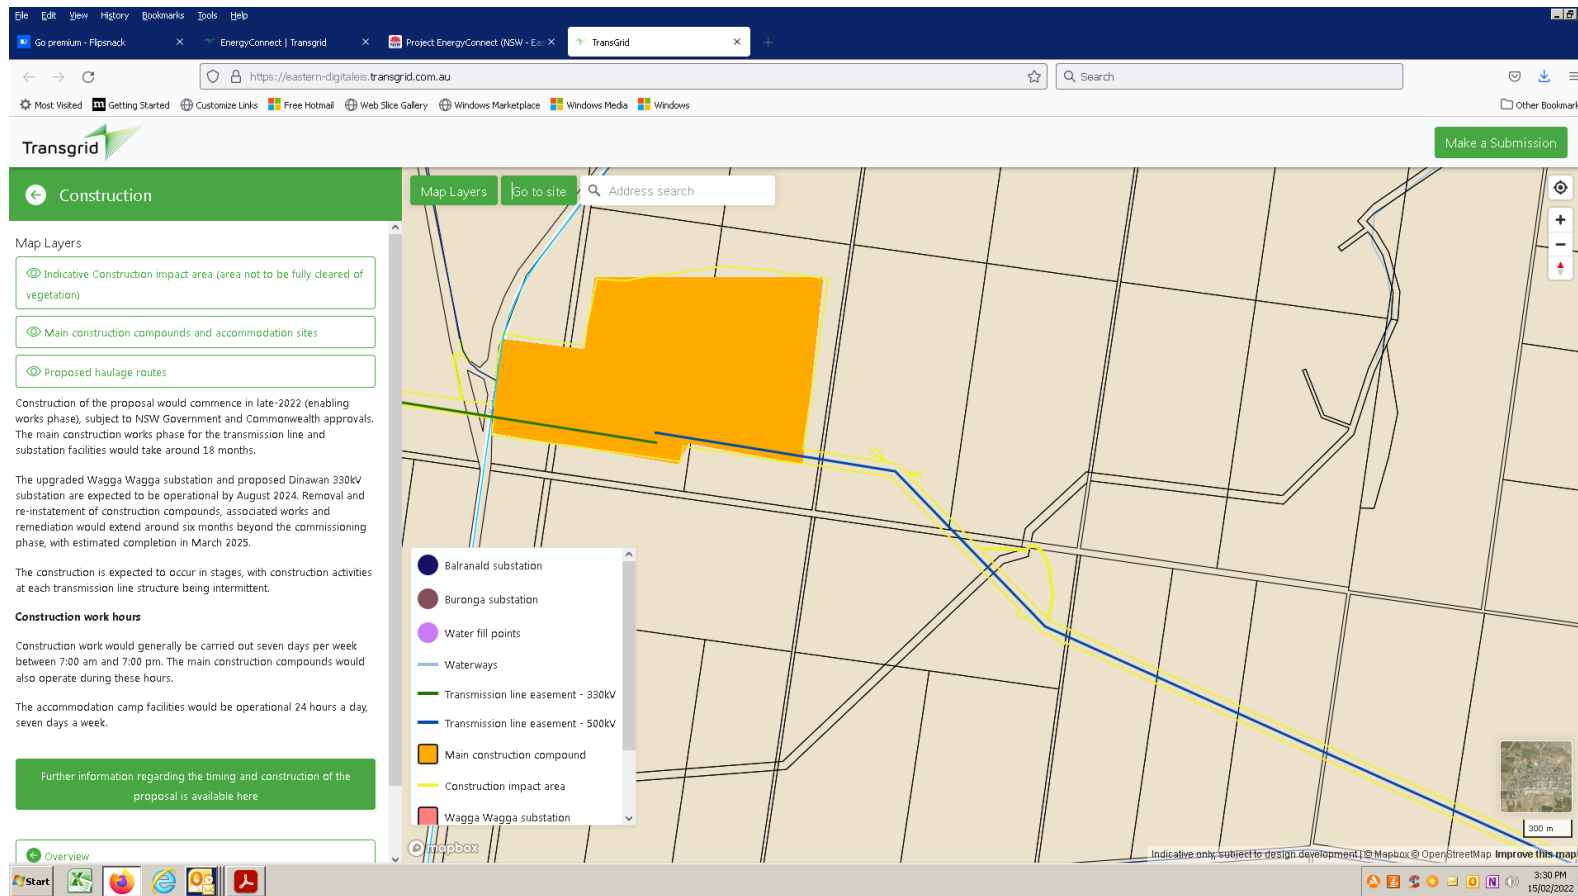 File Edit View History Bookmarks Tools Help
Go premium - Flipsnack
EnergyConnect | Transgrid
Project EnergyConnect (NSW - Eas
TransGrid
https://eastern-digitaleis.transgrid.com.au
Search
Most Visited Getting Started Customize Links Free Hotmail Web Slice Gallery Windows Marketplace Windows Media Windows Other Bookmark
Transgrid
Make a Submission
Construction
Map Layers Go to site Address search
Map Layers
Indicative Construction impact area (area not to be fully cleared of
vegetation)
Main construction compounds and accommodation sites
Proposed haulage routes
Construction of the proposal would commence in late-2022 (enabling
works phase), subject to NSW Government and Commonwealth approvals.
The main construction works phase for the transmission line and
substation facilities would take around 18 months.
The upgraded Wagga Wagga substation and proposed Dinawan 330kV
substation are expected to be operational by August 2024. Removal and
re-instatement of construction compounds, associated works and
remediation would extend around six months beyond the commissioning
phase, with estimated completion in March 2025.
The construction is expected to occur in stages, with construction activities
at each transmission line structure being intermittent.
Construction work hours
Construction work would generally be carried out seven days per week
between 7:00 am and 7:00 pm. The main construction compounds would
also operate during these hours.
The accommodation camp facilities would be operational 24 hours a day,
seven days a week.
Further information regarding the timing and construction of the
proposal is available here
Overview
Balranald substation
Buronga substation
Water fill points
Waterways
Transmission line easement - 330kV
Transmission line easement - 500kV
Main construction compound
Construction impact area
Wagga Wagga substation
mapbox
300 m
Indicative only, subject to design development | © Mapbox © OpenStreetMap Improve this map
Start
3:30 PM
15/02/2022